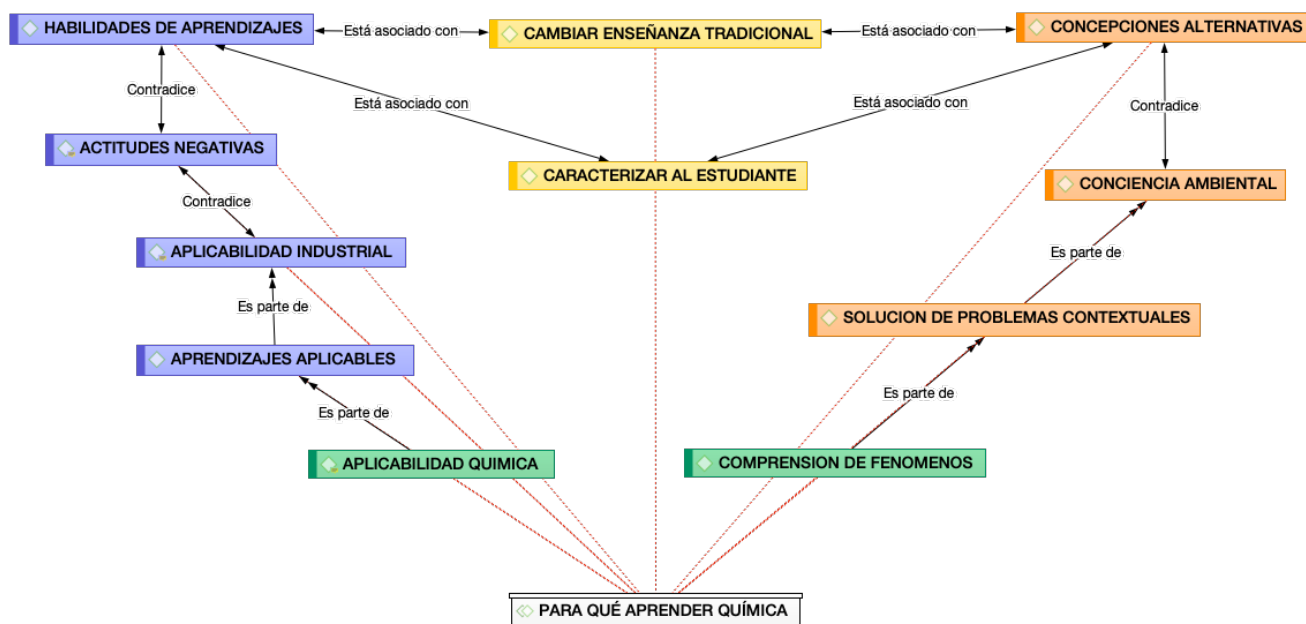 HABILIDADES DE APRENDIZAJES
Está asociado con
CAMBIAR ENSEÑANZA TRADICIONAL
Está asociado con
CONCEPCIONES ALTERNATIVAS
Contradice
Está asociado con
Está asociado con
Contradice
ACTITUDES NEGATIVAS
CARACTERIZAR AL ESTUDIANTE
CONCIENCIA AMBIENTAL
Contradice
APLICABILIDAD INDUSTRIAL
Es parte de
Es parte de
SOLUCION DE PROBLEMAS CONTEXTUALES
APRENDIZAJES APLICABLES
Es parte de
Es parte de
APLICABILIDAD QUIMICA
COMPRENSION DE FENOMENOS
PARA QUÉ APRENDER QUÍMICA